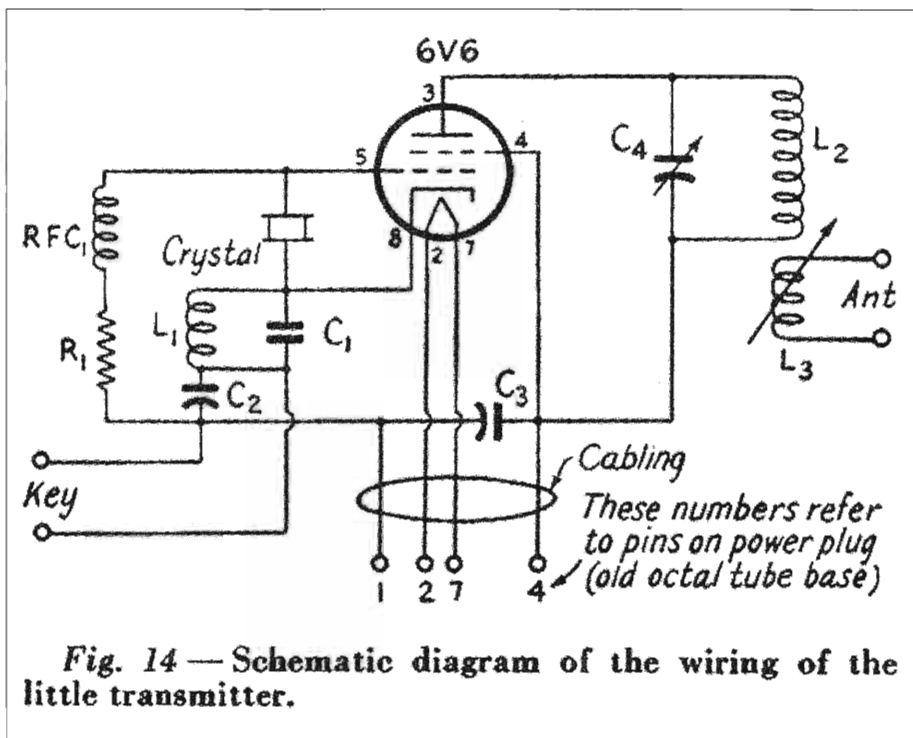 6V6
3
4
5
8
2
7
C4
L2
RFC1
Crystal
L1
C1
R1
C2
C3
Ant
L3
Key
Cabling
These numbers refer
to pins on power plug
(old octal tube base)
1
2
7
4
Fig. 14 — Schematic diagram of the wiring of the
little transmitter.